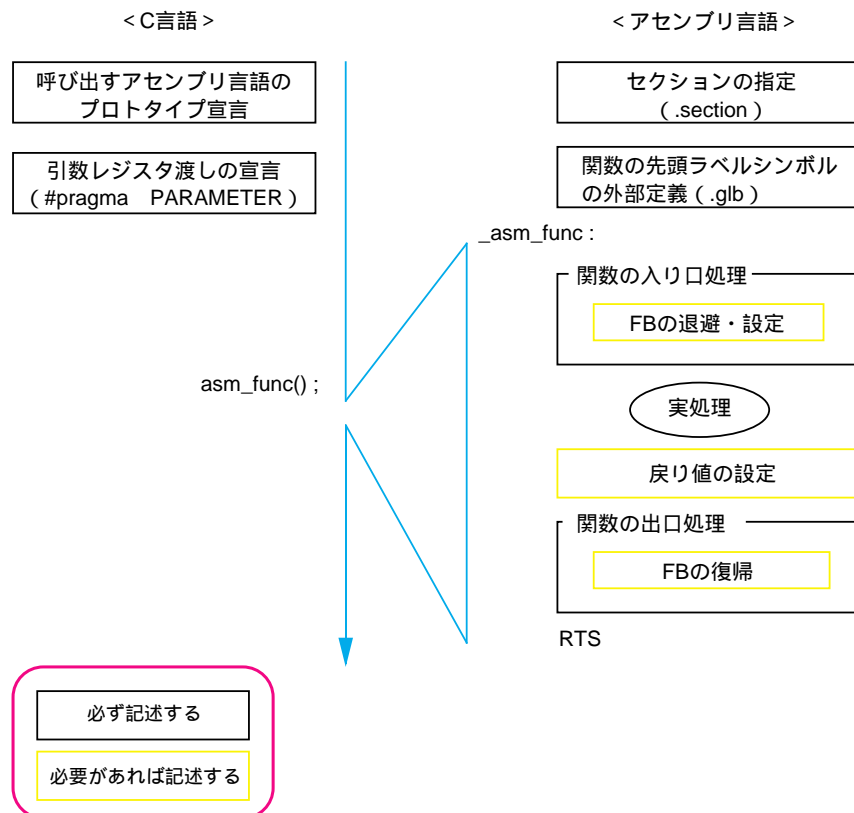 < C言語 >
呼び出すアセンブリ言語の
プロトタイプ宣言
引数レジスタ渡しの宣言
( #pragma　PARAMETER )
asm_func() ;
< アセンブリ言語 >
セクションの指定
( .section )
関数の先頭ラベルシンボル
の外部定義 ( .glb )
_asm_func :
関数の入り口処理
FBの退避・設定
実処理
戻り値の設定
関数の出口処理
FBの復帰
RTS
必ず記述する
必要があれば記述する